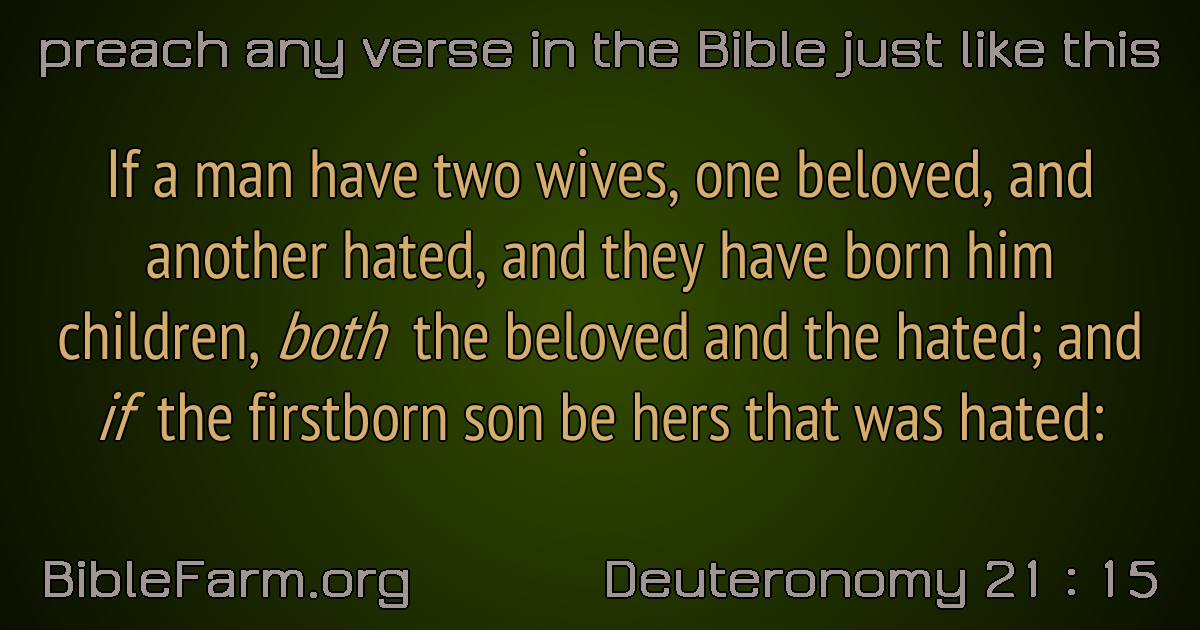 preach any verse in the Bible just like this
If a man have two wives, one beloved, and
another hated, and they have born him
children, both the beloved and the hated; and
if the firstborn son be hers that was hated:
BibleFarm.org
Deuteronomy 21 : 15